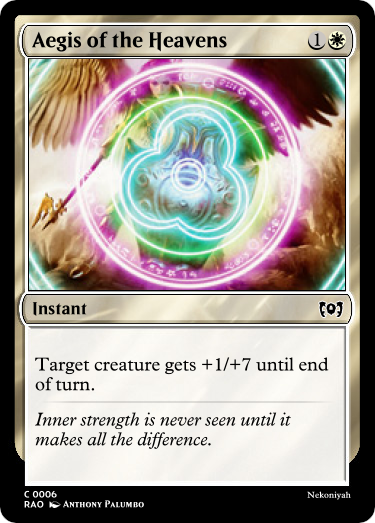 Aegis of the Heavens 1
Instant
Target creature gets +1/+7 until end
of turn.
Inner strength is never seen until it
makes all the difference.
C 0006 Nekoniyah
RAO Anthony Palumbo